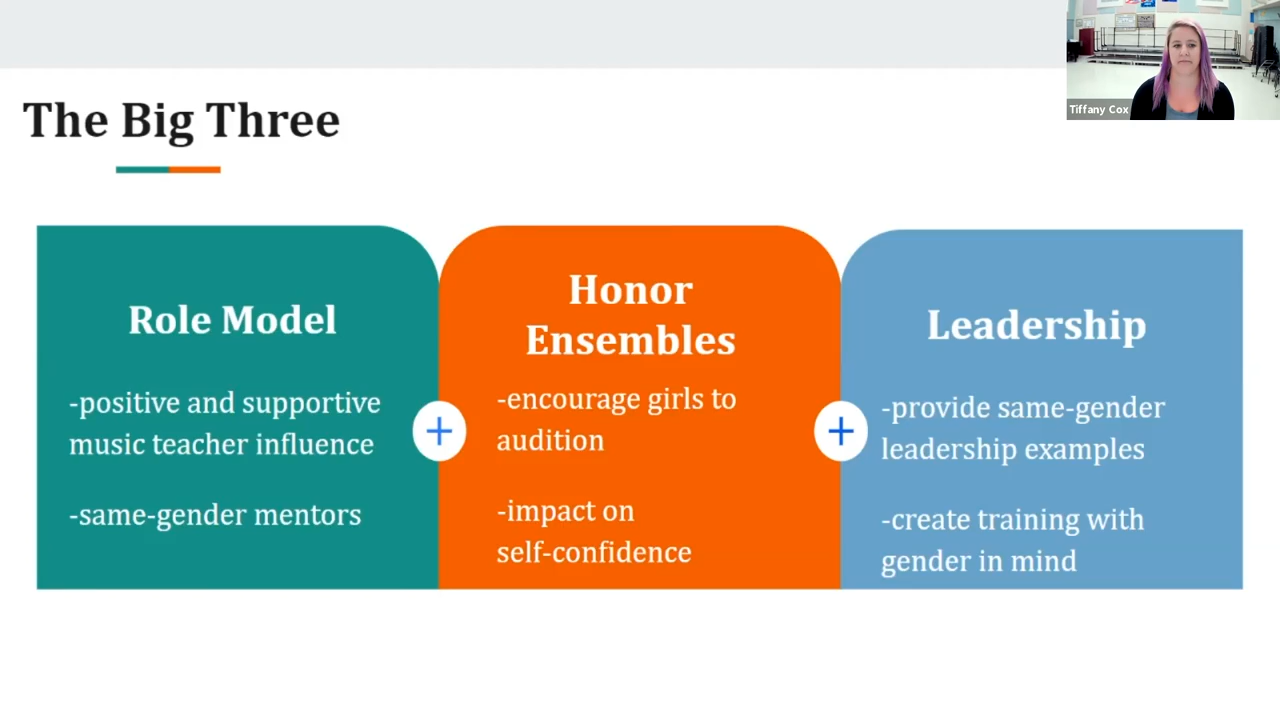 Tiffany Cox
The Big Three
Role Model
-positive and supportive
music teacher influence
-same-gender mentors
+
Honor
Ensembles
-encourage girls to
audition
-impact on
self-confidence
+
Leadership
-provide same-gender
leadership examples
-create training with
gender in mind